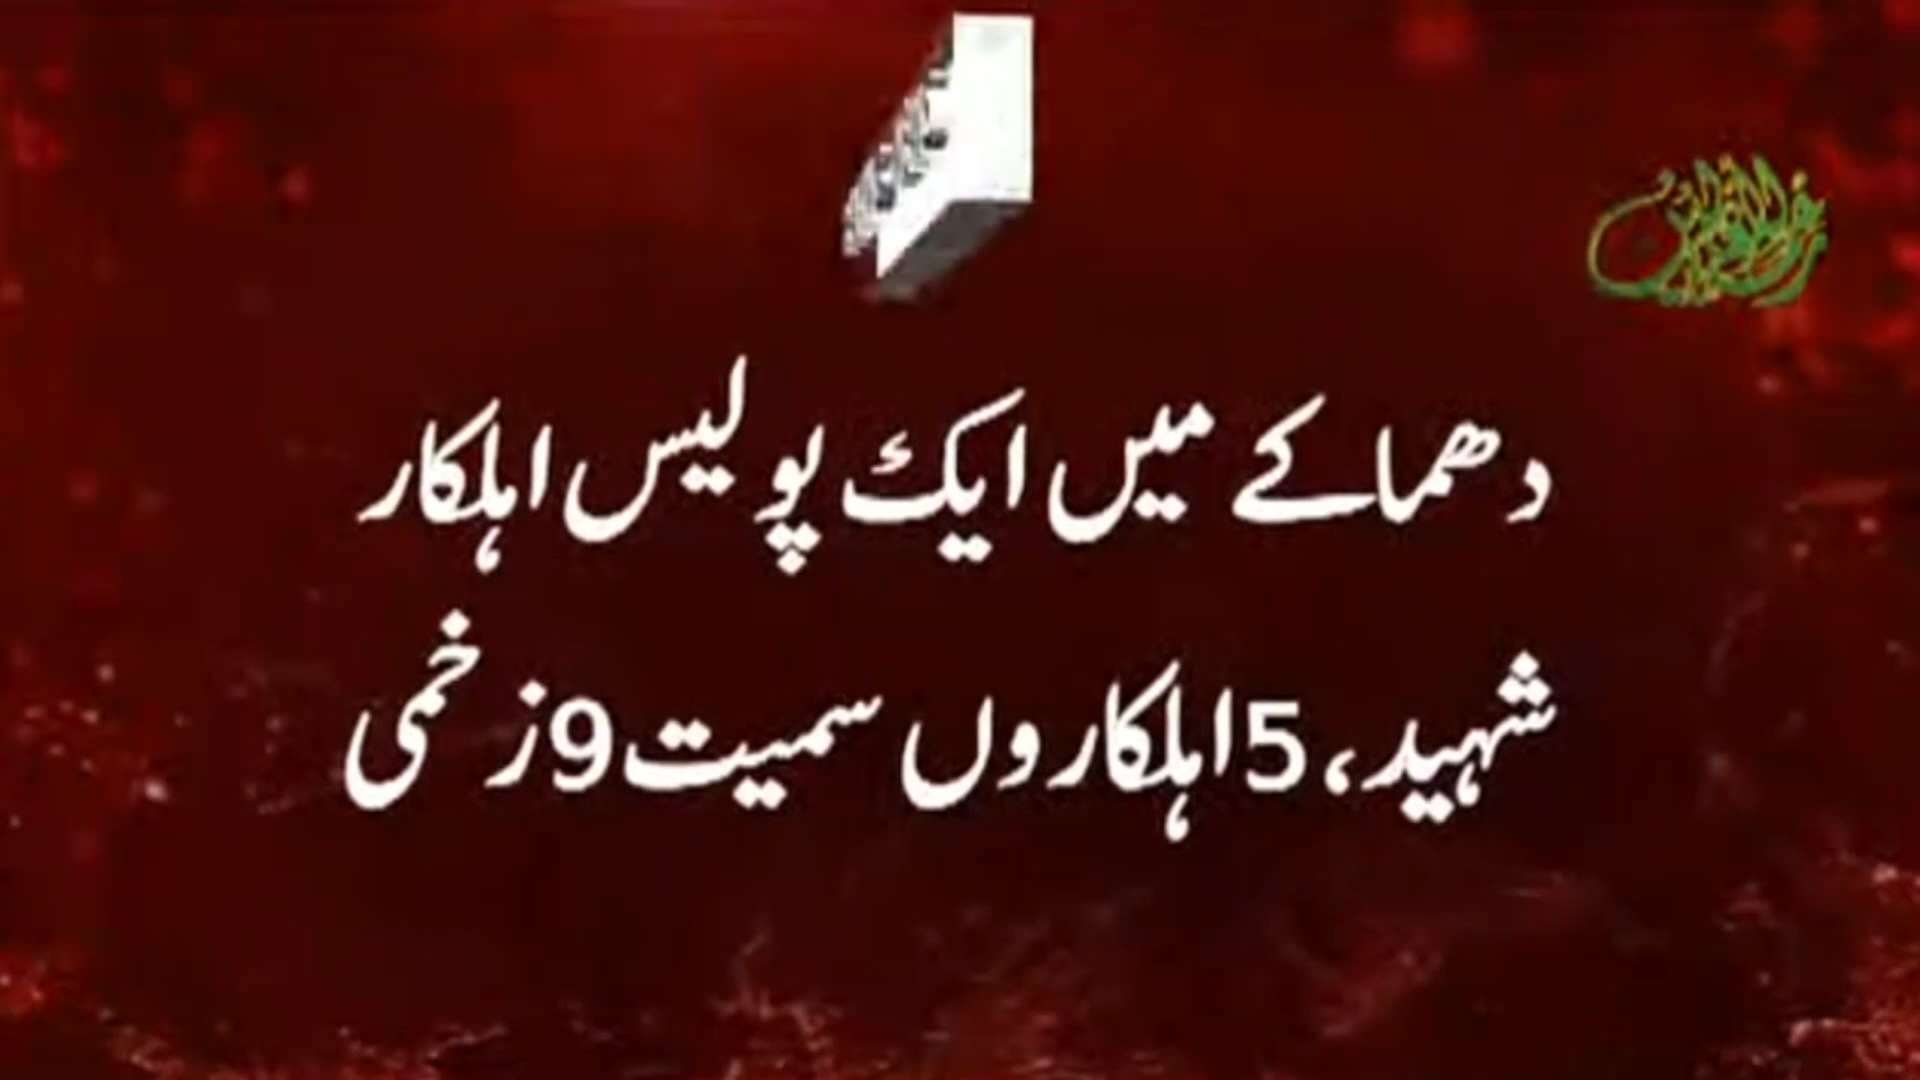 دھماکے میں ایک پولیس اہلکار
شہید، 5 اہلکاروں سمیت 9 زخمی